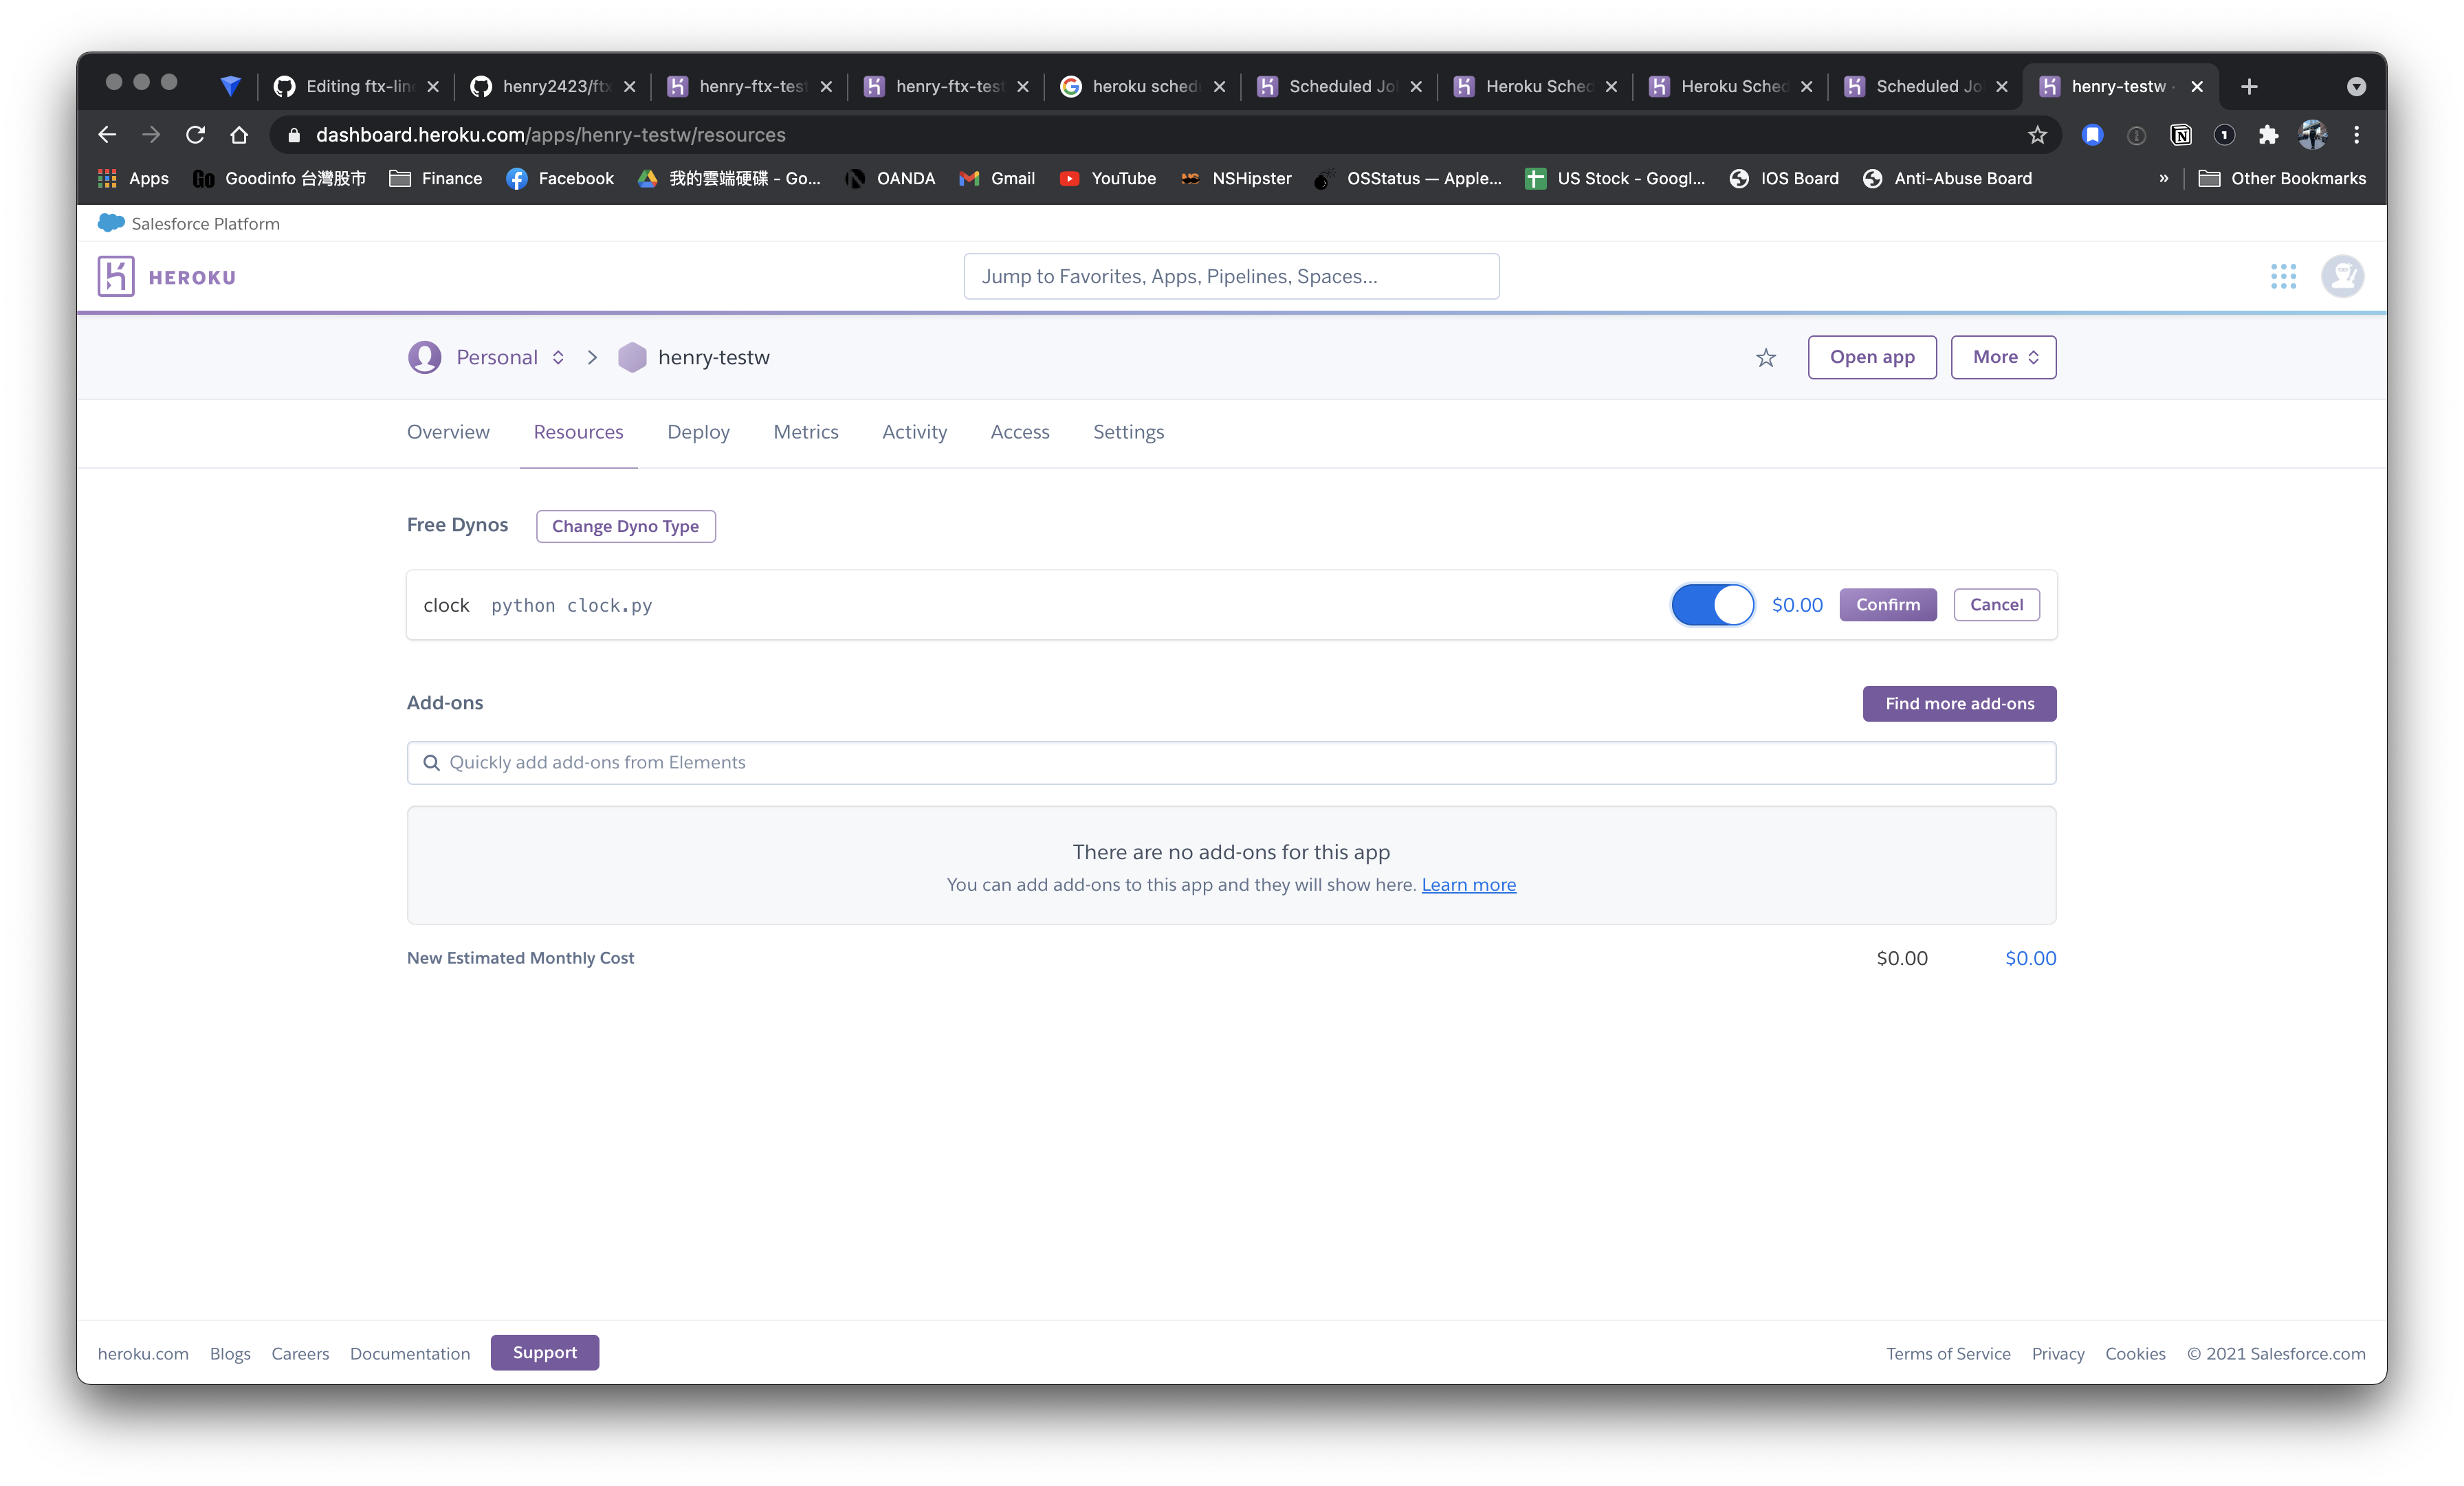 Editing ftx-line
henry2423/ftx
henry-ftx-test
henry-ftx-test
heroku sched
Scheduled Jo
Heroku Sched
Heroku Sched
Scheduled Jo
henry-testw
dashboard.heroku.com/apps/henry-testw/resources
Apps
Goodinfo 台灣股市
Finance
Facebook
我的雲端硬碟 - Go...
OANDA
Gmail
YouTube
NSHipster
OSStatus — Apple...
US Stock - Googl...
IOS Board
Anti-Abuse Board
»
Other Bookmarks
Salesforce Platform
HEROKU
Jump to Favorites, Apps, Pipelines, Spaces...
Personal
henry-testw
Open app
More
Overview
Resources
Deploy
Metrics
Activity
Access
Settings
Free Dynos
Change Dyno Type
clock python clock.py
$0.00
Confirm
Cancel
Add-ons
Find more add-ons
Quickly add add-ons from Elements
There are no add-ons for this app
You can add add-ons to this app and they will show here. Learn more
New Estimated Monthly Cost
$0.00
$0.00
heroku.com
Blogs
Careers
Documentation
Support
Terms of Service
Privacy
Cookies
© 2021 Salesforce.com